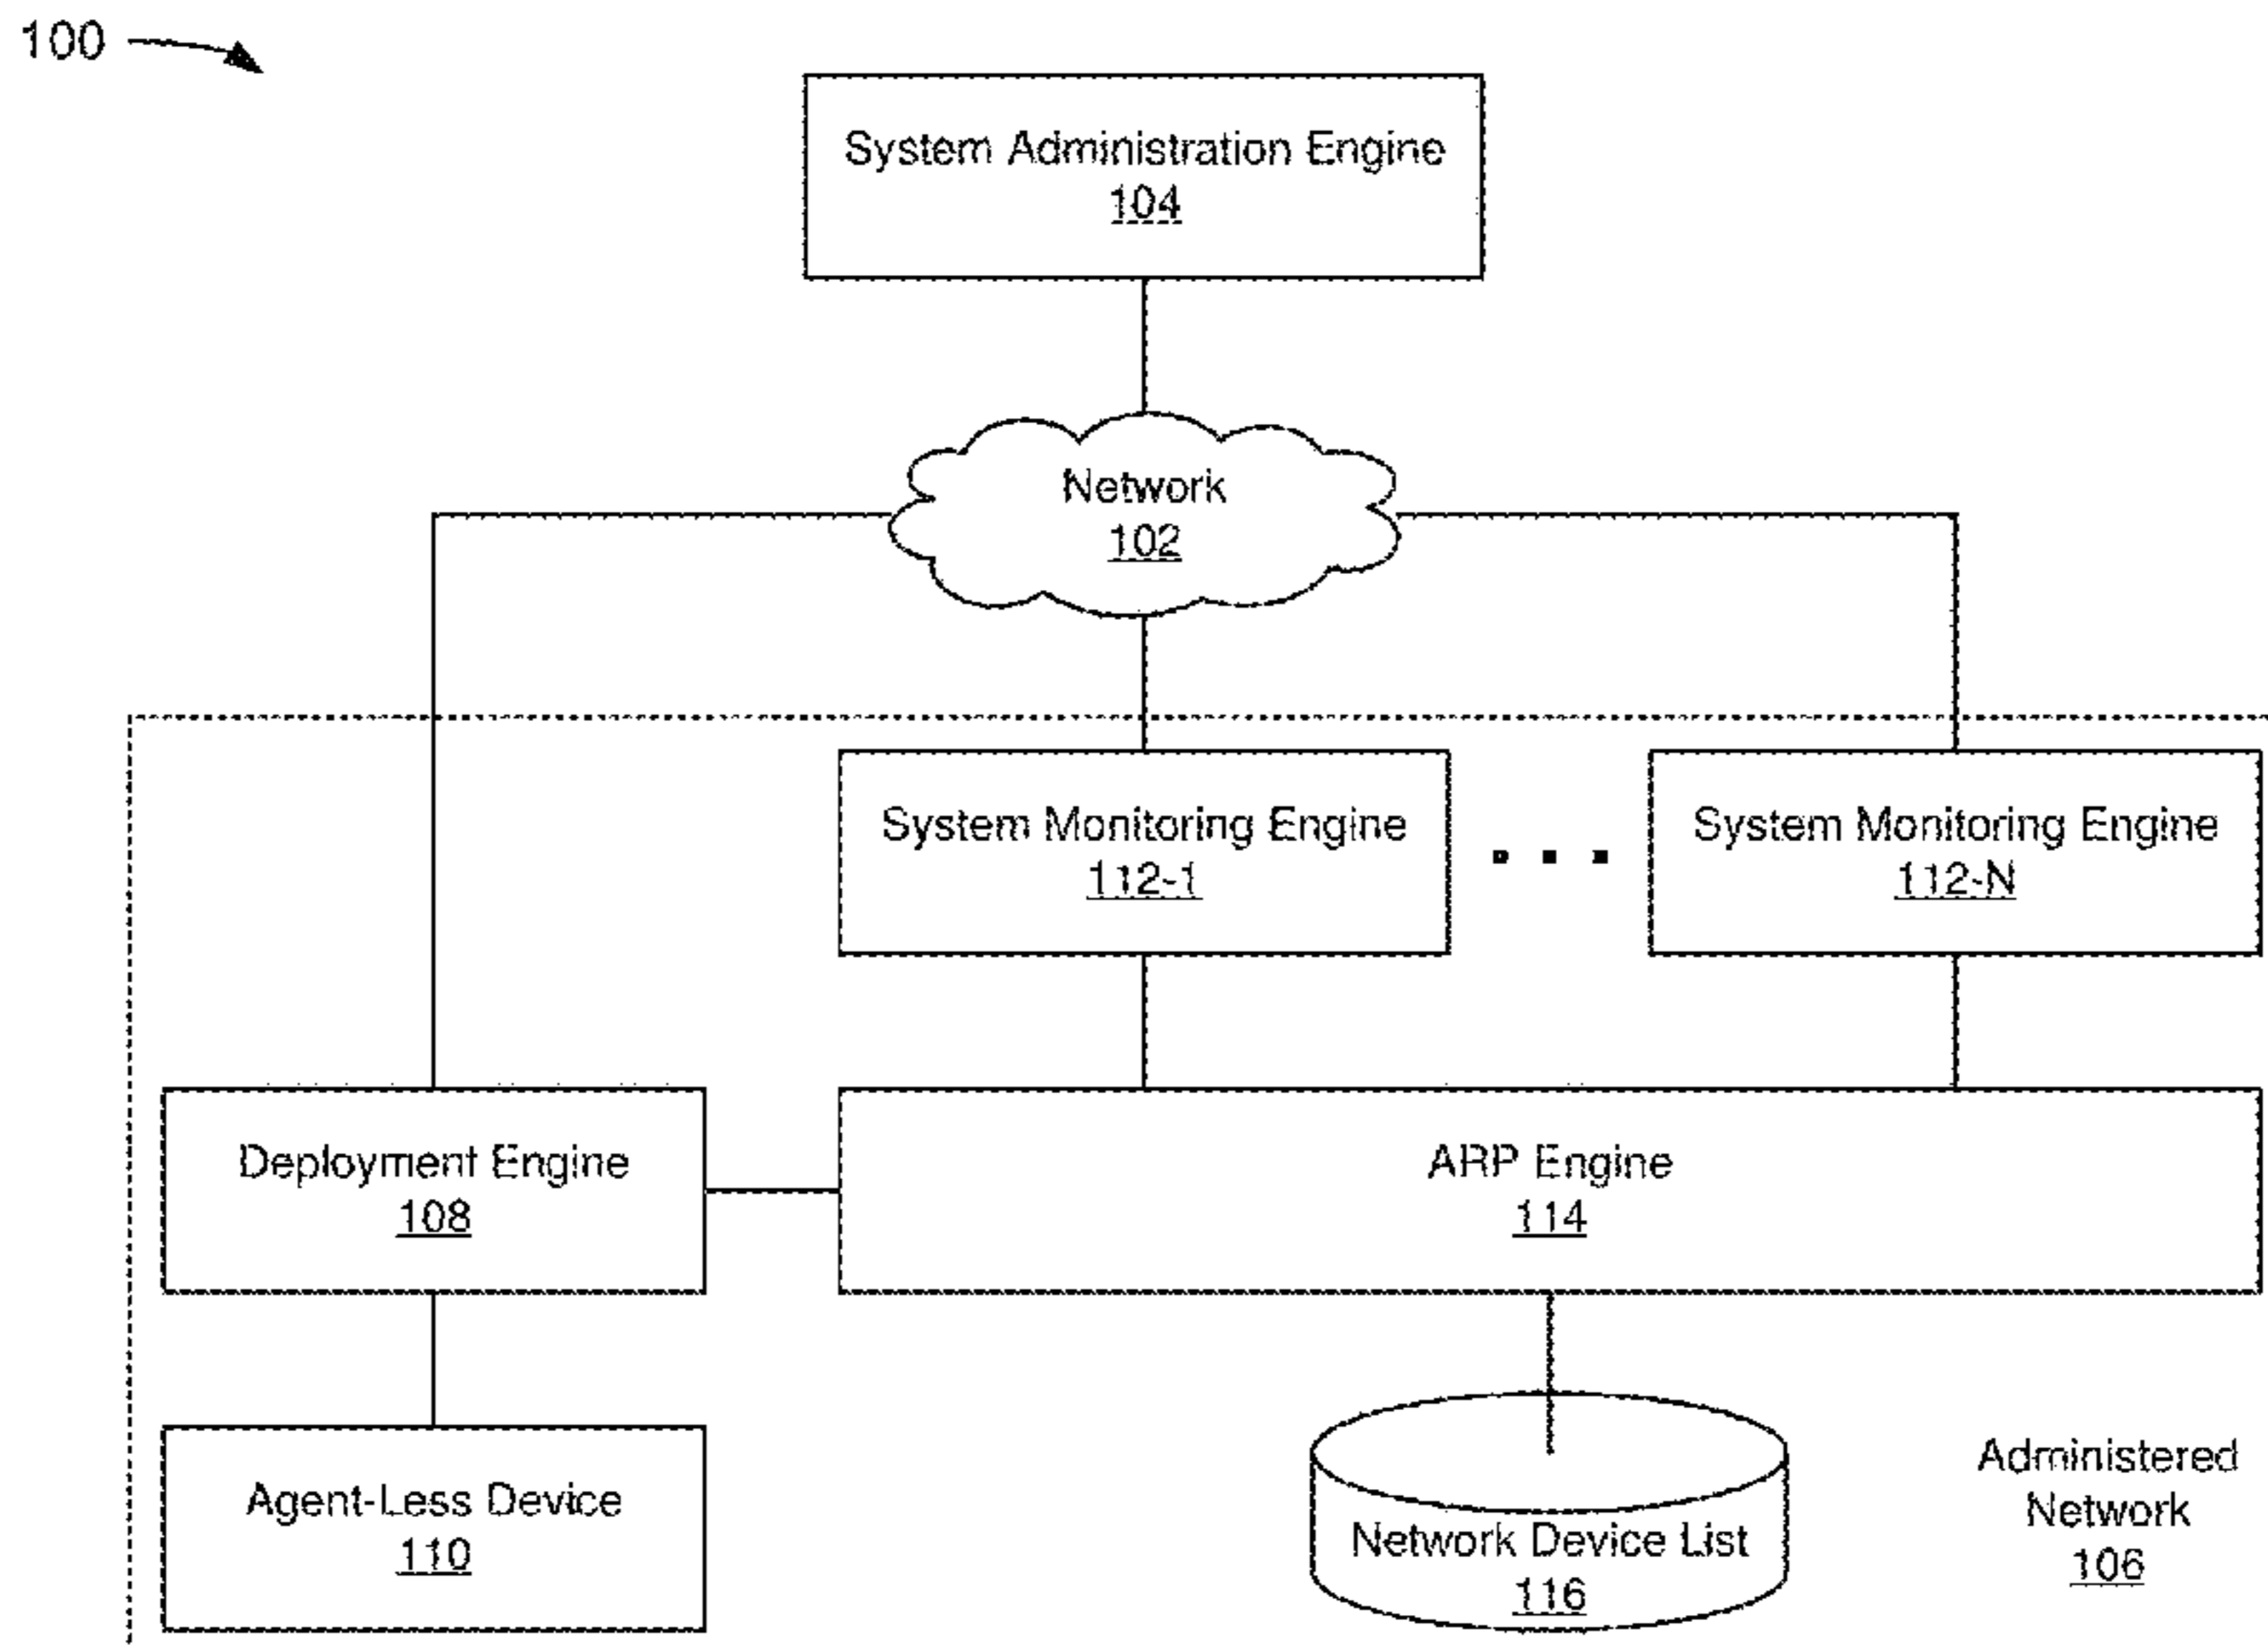 100
System Administration Engine
104
Network
102
System Monitoring Engine
112-1
System Monitoring Engine
112-N
Deployment Engine
108
ARP Engine
114
Agent-Less Device
110
Network Device List
116
Administered
Network
106